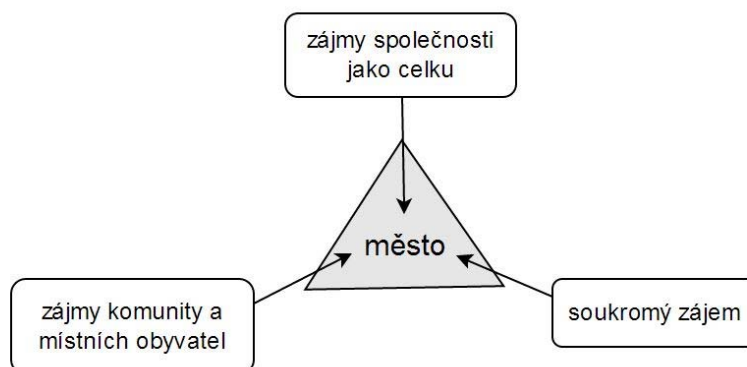 zájmy společnosti
jako celku
město
zájmy komunity a
místních obyvatel
soukromý zájem